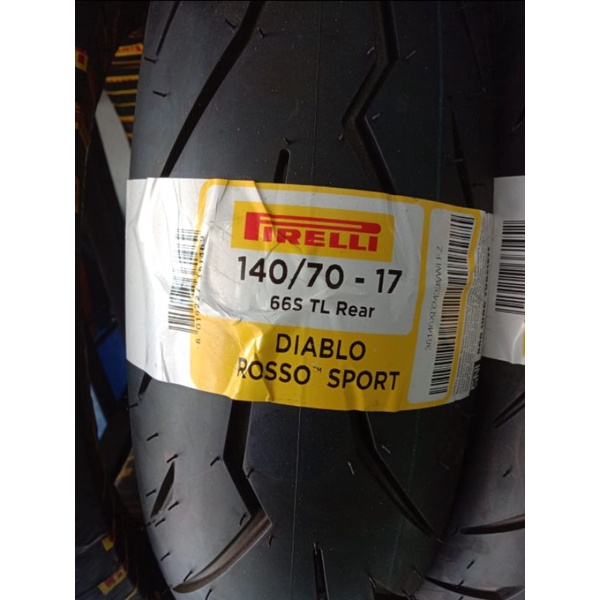 PIRELLI
140/70 - 17
66S TL Rear
DIABLO
ROSSO™ SPORT